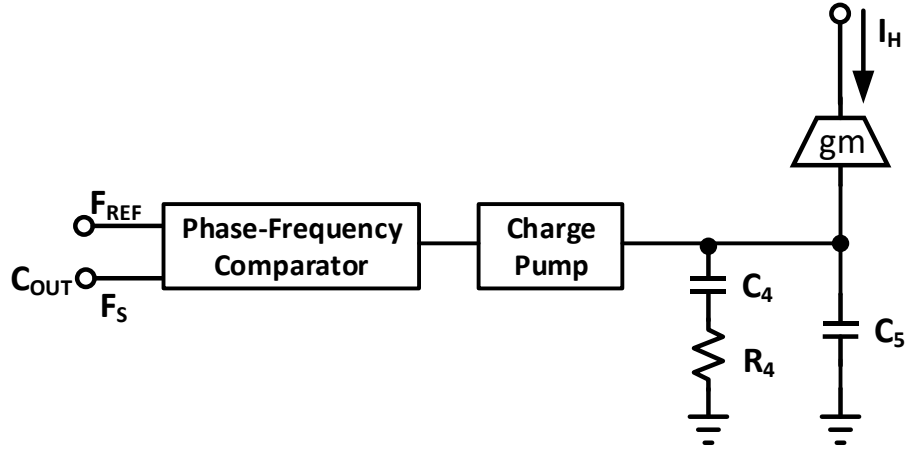 I_H
gm
F_REF
Phase-Frequency
Comparator
Charge
Pump
C_OUT
F_S
C_4
R_4
C_5